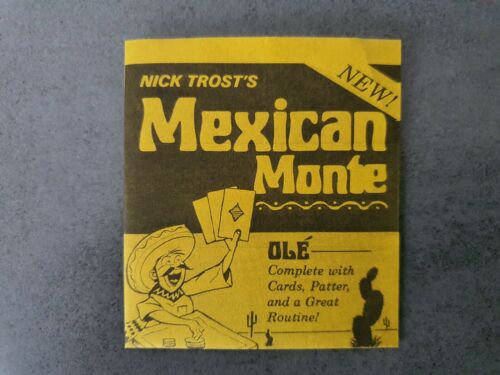 NEW!
NICK TROST'S
Mexican
Monte
OLÉ
Complete with
Cards, Patter,
and a Great
Routine!